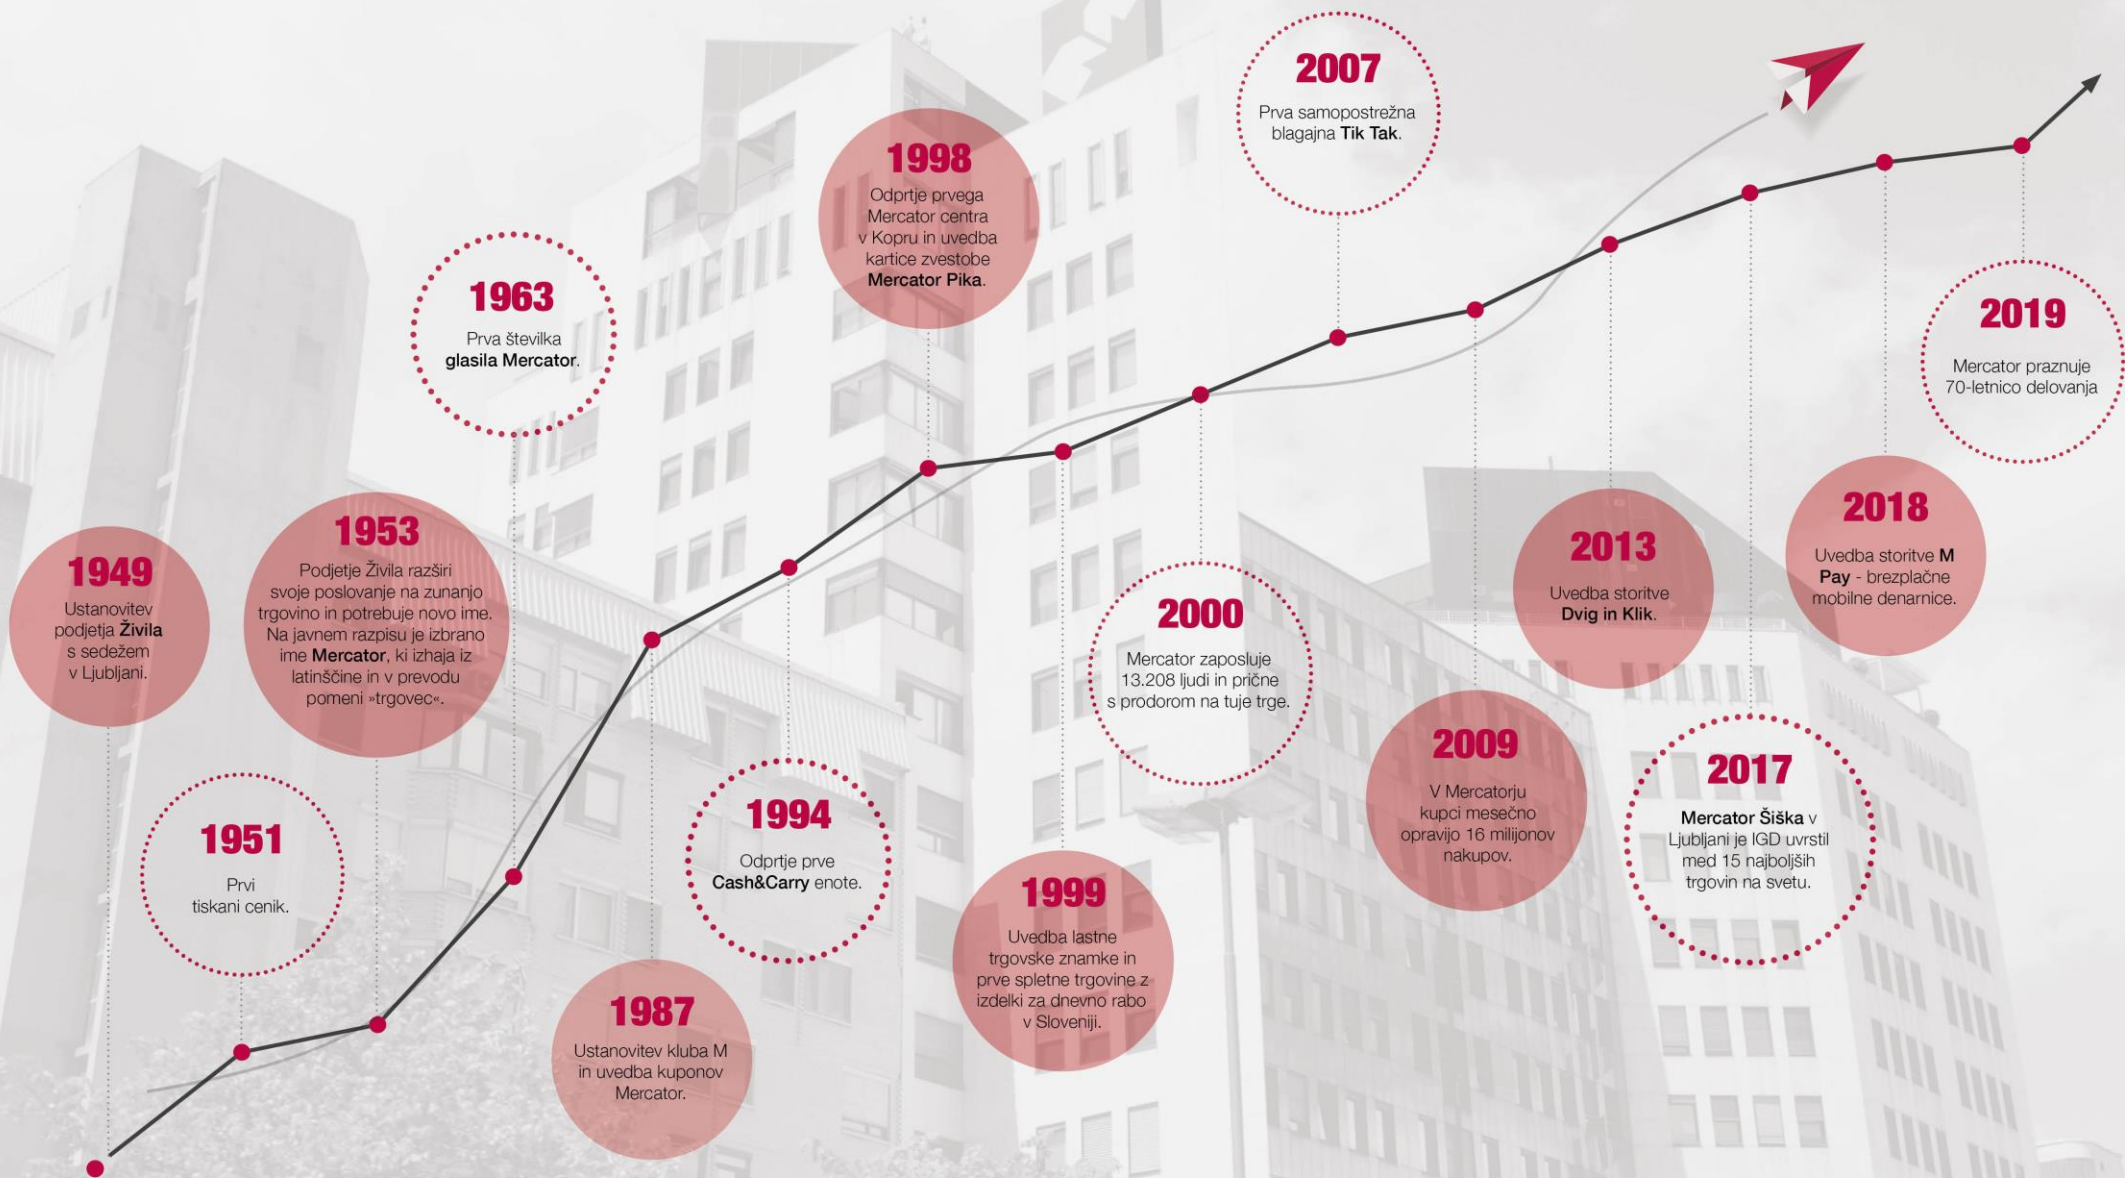 1949
Ustanovitev
podjetja Živila
s sedežem
v Ljubljani.
1951
Prvi
tiskani cenik.
1953
Podjetje Živila razširi
svoje poslovanje na zunanjo
trgovino in potrebuje novo ime.
Na javnem razpisu je izbrano
ime Mercator, ki izhaja iz
latinščine in v prevodu
pomeni »trgovec«.
1963
Prva številka
glasila Mercator.
1987
Ustanovitev kluba M
in uvedba kuponov
Mercator.
1994
Odprtje prve
Cash&Carry enote.
1998
Odprtje prvega
Mercator centra
v Kopru in uvedba
kartice zvestobe
Mercator Pika.
1999
Uvedba lastne
trgovske znamke in
prve spletne trgovine z
izdelki za dnevno rabo
v Sloveniji.
2000
Mercator zaposluje
13.208 ljudi in prične
s prodorom na tuje trge.
2007
Prva samopostrežna
blagajna Tik Tak.
2009
V Mercatorju
kupci mesečno
opravijo 16 milijonov
nakupov.
2013
Uvedba storitve
Dvig in Klik.
2017
Mercator Šiška v
Ljubljani je IGD uvrstil
med 15 najboljših
trgovin na svetu.
2018
Uvedba storitve M
Pay - brezplačne
mobilne denarnice.
2019
Mercator praznuje
70-letnico delovanja